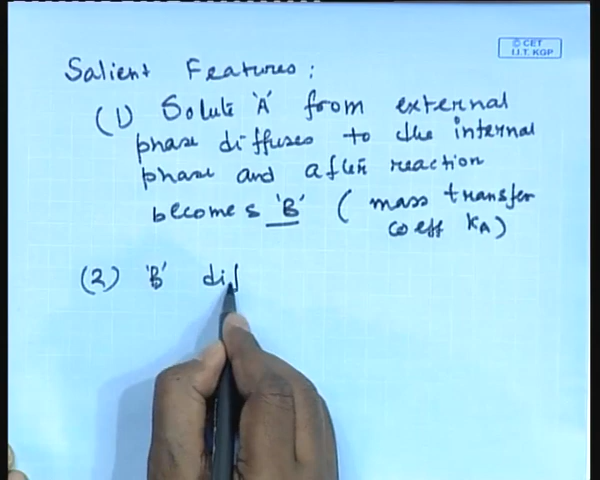 © CET
I.I.T. KGP
Salient Features:
(1) Solute 'A' from external
phase diffuses to the internal
phase and after reaction
becomes 'B' ( mass transfer
coeff KA)
(2) 'B' dif